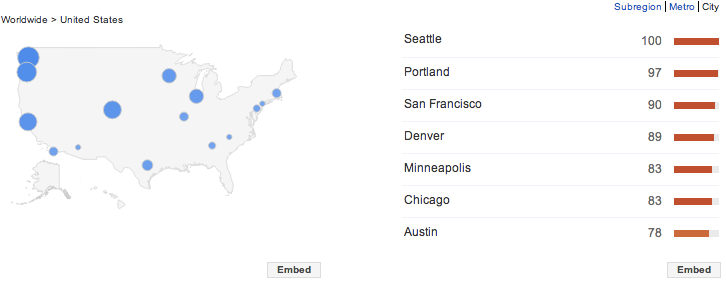 Subregion | Metro | City
Worldwide > United States
Seattle 100
Portland 97
San Francisco 90
Denver 89
Minneapolis 83
Chicago 83
Austin 78
Embed
Embed